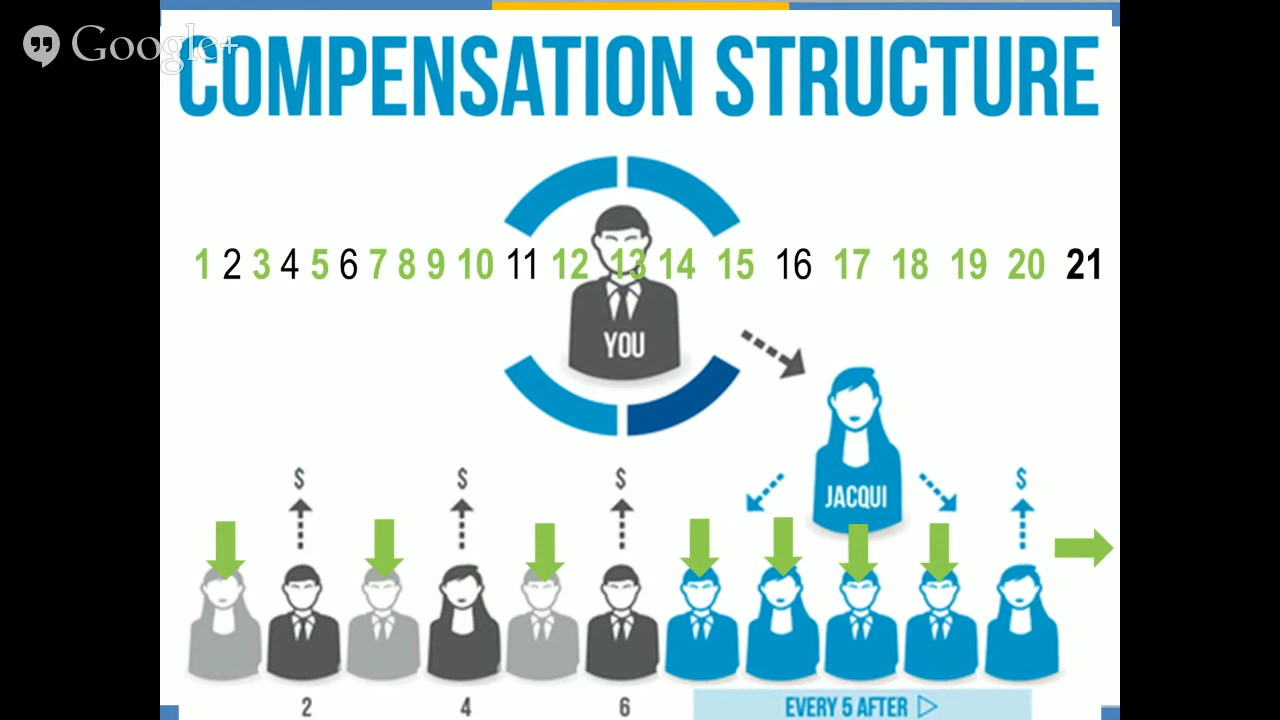 Google+
COMPENSATION STRUCTURE
1 2 3 4 5 6 7 8 9 10 11 12 13 14 15 16 17 18 19 20 21
YOU
JACQUI
$ $ $ $
2 4 6 EVERY 5 AFTER